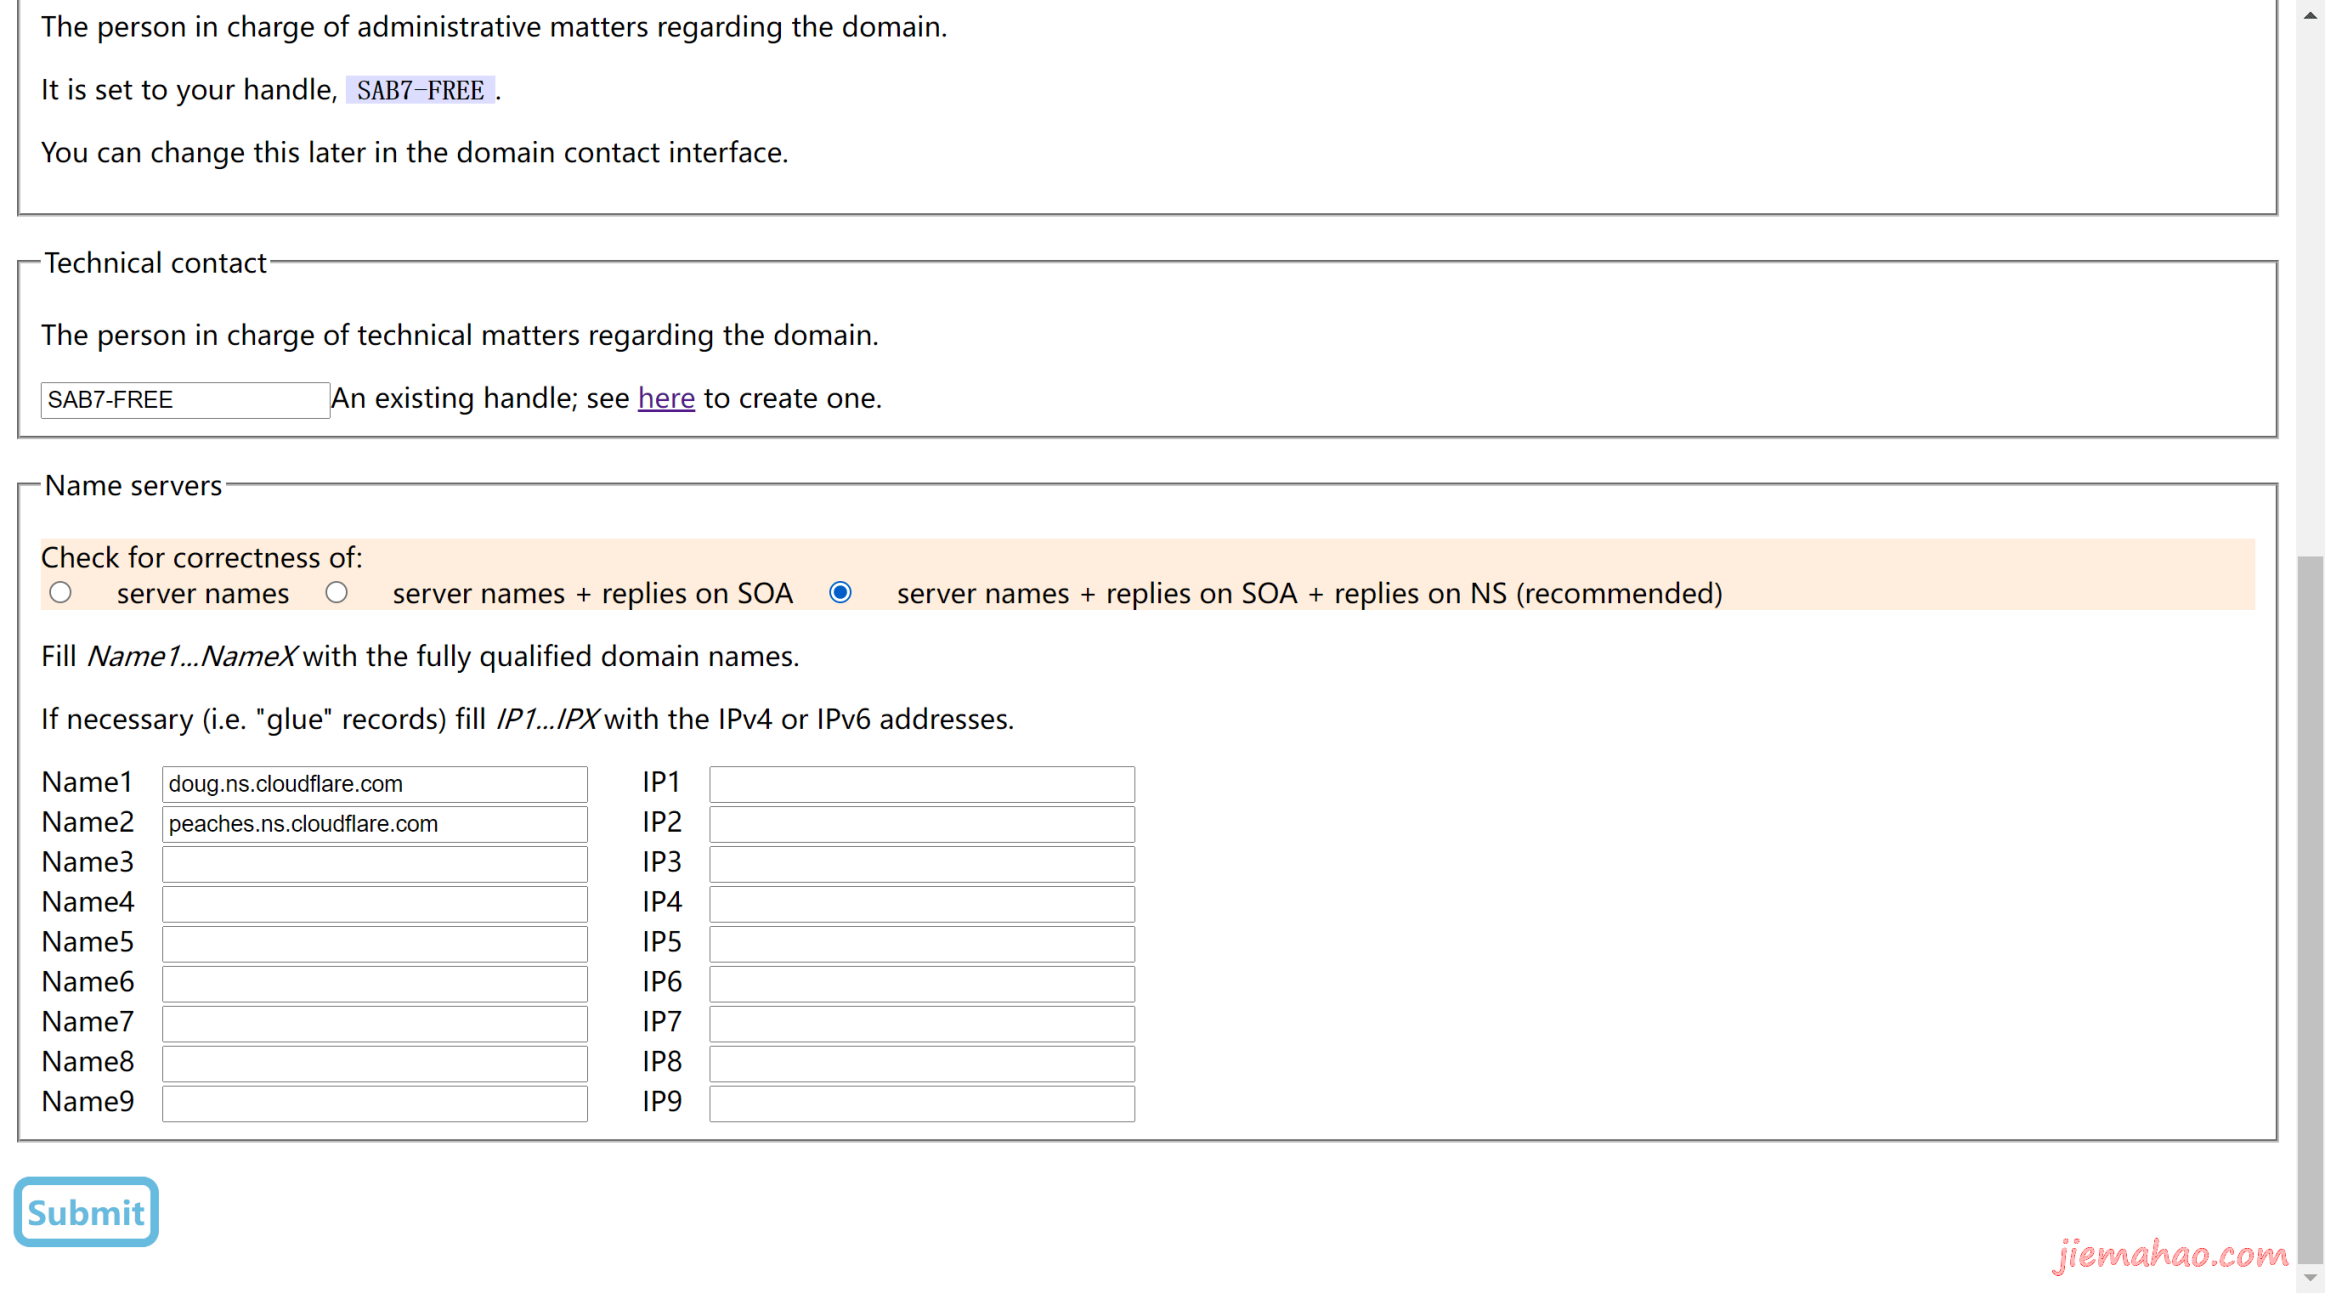 The person in charge of administrative matters regarding the domain.
It is set to your handle, SAB7-FREE .
You can change this later in the domain contact interface.
Technical contact
The person in charge of technical matters regarding the domain.
SAB7-FREE An existing handle; see here to create one.
Name servers
Check for correctness of:
server names server names + replies on SOA server names + replies on SOA + replies on NS (recommended)
Fill Name1...NameX with the fully qualified domain names.
If necessary (i.e. "glue" records) fill IP1...IPX with the IPv4 or IPv6 addresses.
Name1 doug.ns.cloudflare.com IP1
Name2 peaches.ns.cloudflare.com IP2
Name3 IP3
Name4 IP4
Name5 IP5
Name6 IP6
Name7 IP7
Name8 IP8
Name9 IP9
Submit
jiemahao.com